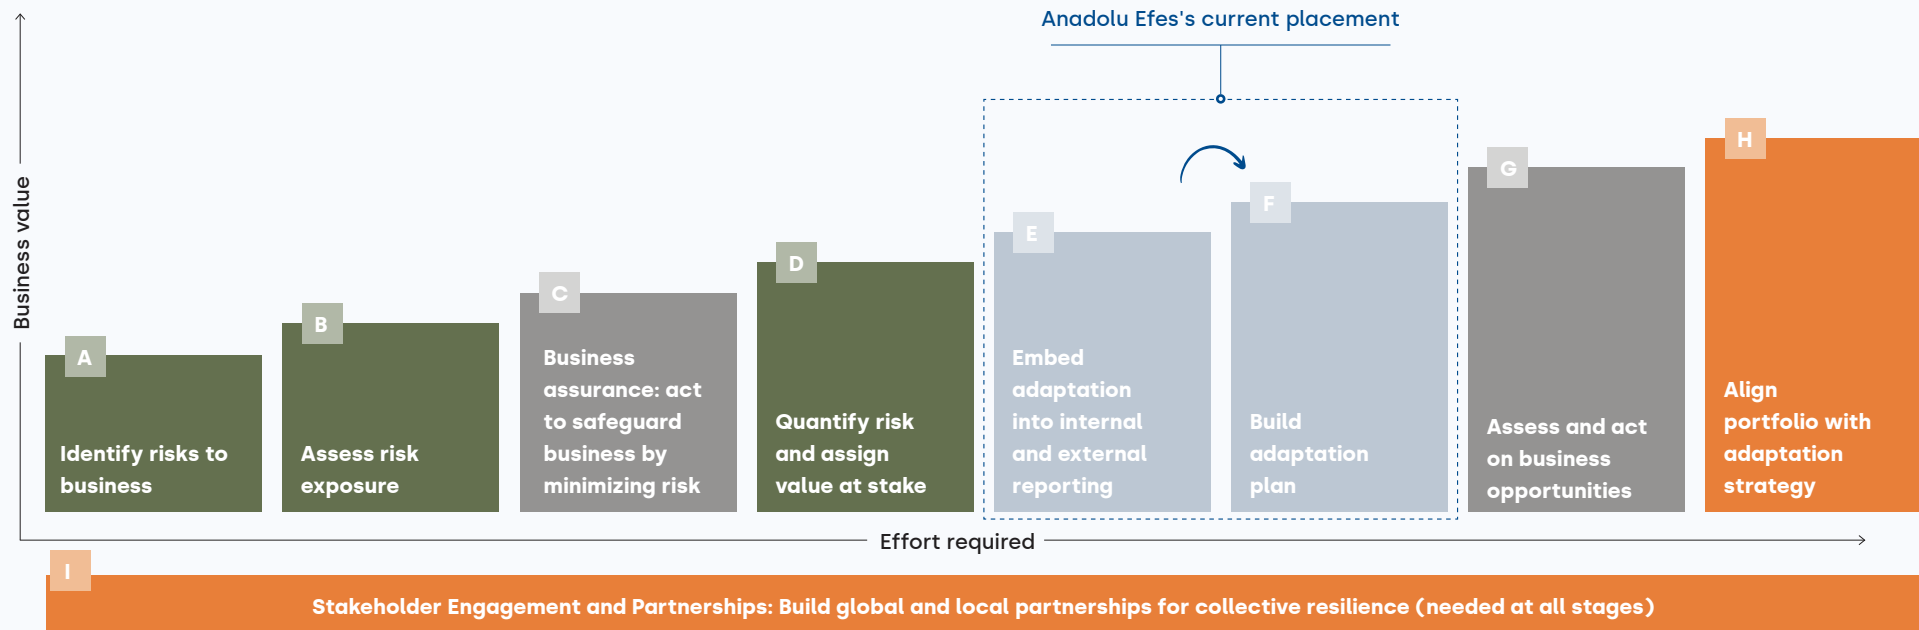 Anadolu Efes's current placement
Business value
A
Identify risks to
business
B
Assess risk
exposure
C
Business
assurance: act
to safeguard
business by
minimizing risk
D
Quantify risk
and assign
value at stake
E
Embed
adaptation
into internal
and external
reporting
F
Build
adaptation
plan
G
Assess and act
on business
opportunities
H
Align
portfolio with
adaptation
strategy
Effort required
I
Stakeholder Engagement and Partnerships: Build global and local partnerships for collective resilience (needed at all stages)